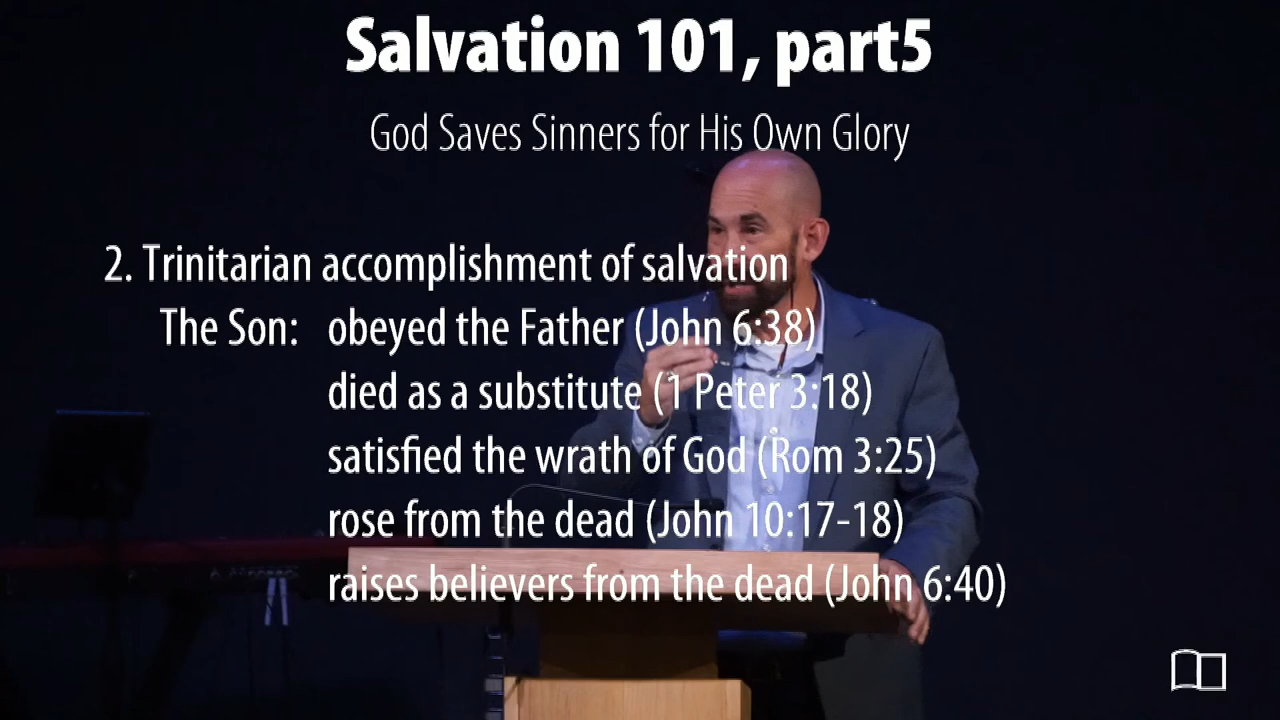 Salvation 101, part5
God Saves Sinners for His Own Glory
2. Trinitarian accomplishment of salvation
The Son: obeyed the Father (John 6:38)
died as a substitute (1 Peter 3:18)
satisfied the wrath of God (Rom 3:25)
rose from the dead (John 10:17-18)
raises believers from the dead (John 6:40)